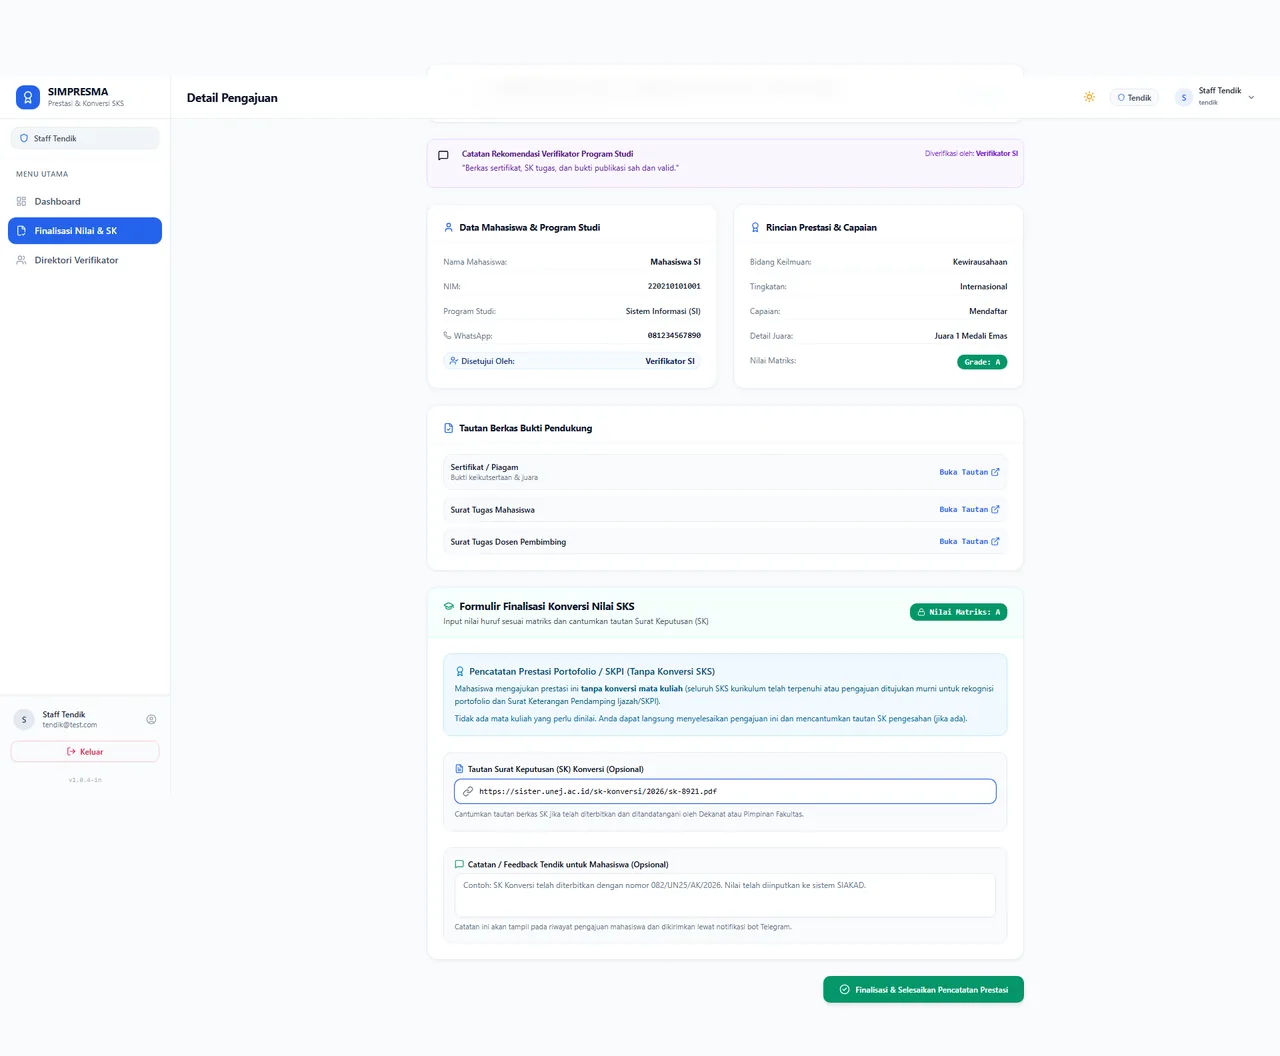 SIMPRESMA
Prestasi & Konversi SKS
Detail Pengajuan
Tendik
S
Staff Tendik
tendik
Staff Tendik
MENU UTAMA
Dashboard
Finalisasi Nilai & SK
Direktori Verifikator
S
Staff Tendik
tendik@test.com
Keluar
v1.0.4-in
Catatan Rekomendasi Verifikator Program Studi
Diverifikasi oleh: Verifikator SI
"Berkas sertifikat, SK tugas, dan bukti publikasi sah dan valid."
Data Mahasiswa & Program Studi
Nama Mahasiswa: Mahasiswa SI
NIM: 220210101001
Program Studi: Sistem Informasi (SI)
WhatsApp: 081234567890
Disetujui Oleh: Verifikator SI
Rincian Prestasi & Capaian
Bidang Keilmuan: Kewirausahaan
Tingkatan: Internasional
Capaian: Mendaftar
Detail Juara: Juara 1 Medali Emas
Nilai Matriks: Grade: A
Tautan Berkas Bukti Pendukung
Sertifikat / Piagam
Bukti keikutsertaan & juara
Buka Tautan
Surat Tugas Mahasiswa
Buka Tautan
Surat Tugas Dosen Pembimbing
Buka Tautan
Formulir Finalisasi Konversi Nilai SKS
Input nilai huruf sesuai matriks dan cantumkan tautan Surat Keputusan (SK)
Nilai Matriks: A
Pencatatan Prestasi Portofolio / SKPI (Tanpa Konversi SKS)
Mahasiswa mengajukan prestasi ini tanpa konversi mata kuliah (seluruh SKS kurikulum telah terpenuhi atau pengajuan ditujukan murni untuk rekognisi
portofolio dan Surat Keterangan Pendamping Ijazah/SKPI).
Tidak ada mata kuliah yang perlu dinilai. Anda dapat langsung menyelesaikan pengajuan ini dan mencantumkan tautan SK pengesahan (jika ada).
Tautan Surat Keputusan (SK) Konversi (Opsional)
https://sister.unej.ac.id/sk-konversi/2026/sk-8921.pdf
Cantumkan tautan berkas SK jika telah diterbitkan dan ditandatangani oleh Dekanat atau Pimpinan Fakultas.
Catatan / Feedback Tendik untuk Mahasiswa (Opsional)
Contoh: SK Konversi telah diterbitkan dengan nomor 082/UN25/AK/2026. Nilai telah diinputkan ke sistem SIAKAD.
Catatan ini akan tampil pada riwayat pengajuan mahasiswa dan dikirimkan lewat notifikasi bot Telegram.
Finalisasi & Selesaikan Pencatatan Prestasi